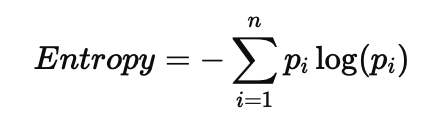 Entropy = − ∑_{i=1}^{n} p_i log(p_i)